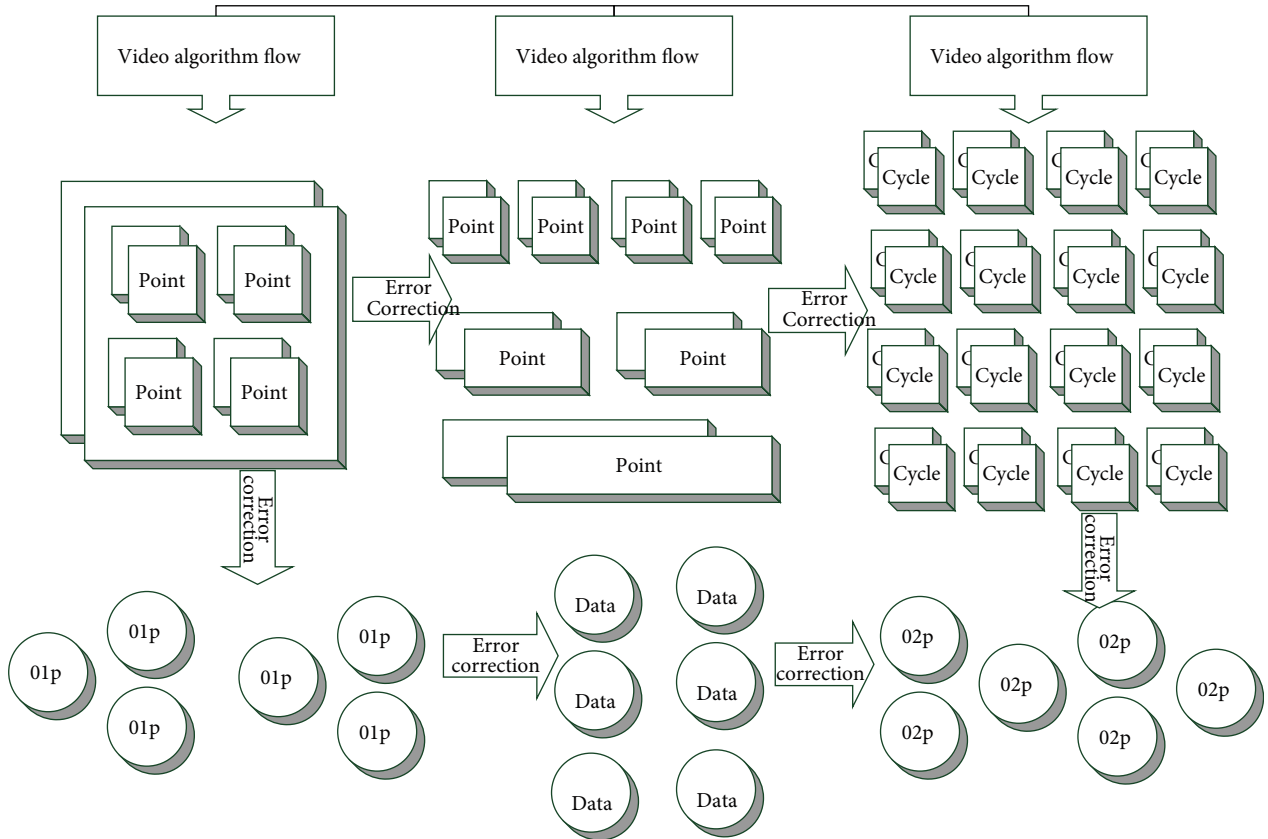 Video algorithm flow
Video algorithm flow
Video algorithm flow
Point
Point
Point
Point
Error
Correction
Point
Point
Point
Point
Point
Point
Point
Error
Correction
C
Cycle
C
Cycle
C
Cycle
C
Cycle
C
Cycle
C
Cycle
C
Cycle
C
Cycle
C
Cycle
C
Cycle
C
Cycle
C
Cycle
C
Cycle
C
Cycle
C
Cycle
C
Cycle
Error
correction
Error
correction
01p
01p
01p
01p
01p
01p
Error
correction
Data
Data
Data
Data
Data
Data
Error
correction
02p
02p
02p
02p
02p
02p